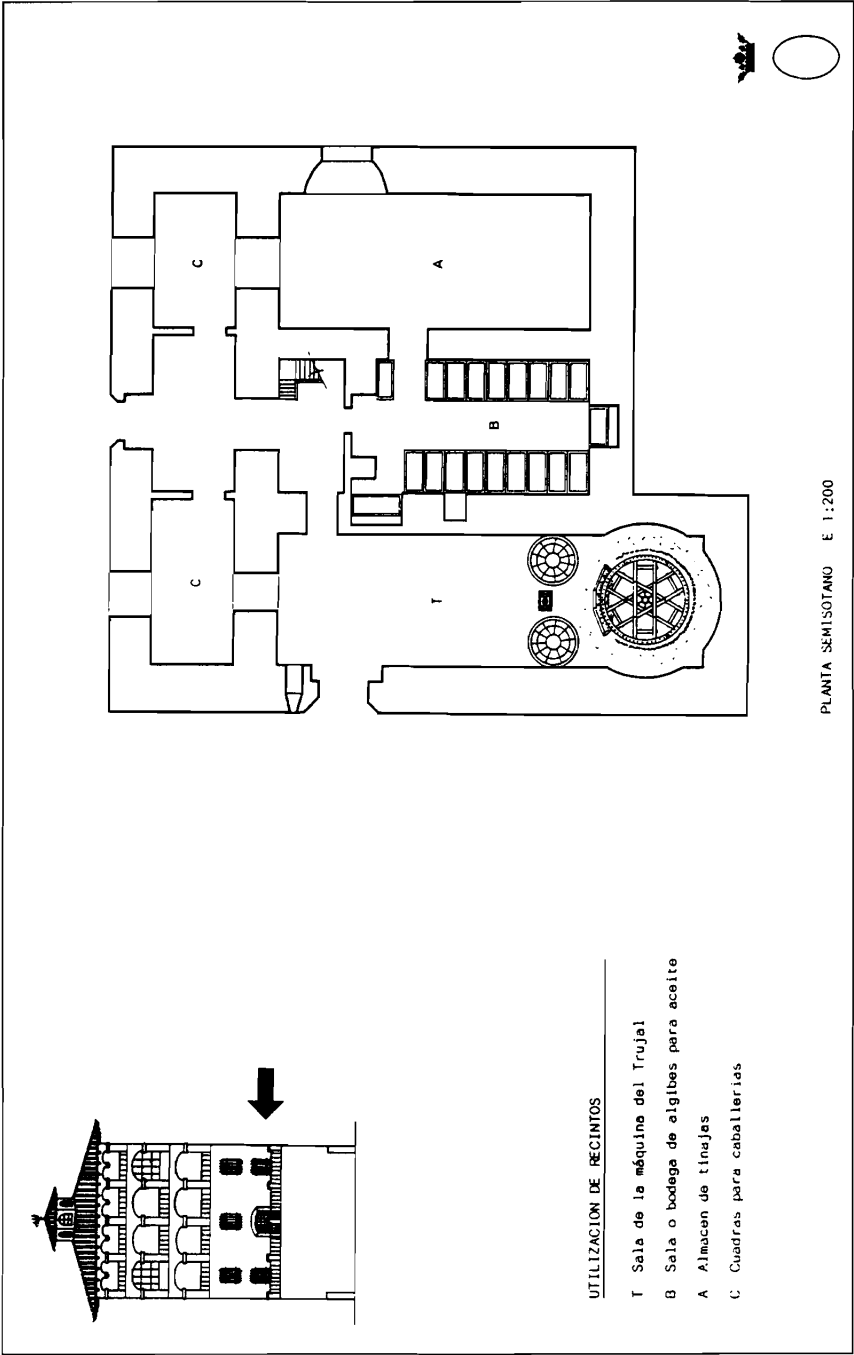 C
A
C
B
T
PLANTA SEMISOTANO E 1:200
UTILIZACION DE RECINTOS
T Sala de la máquina del Trujal
B Sala o bodega de algibes para aceite
A Almacen de tinajas
C Cuadras para caballerias